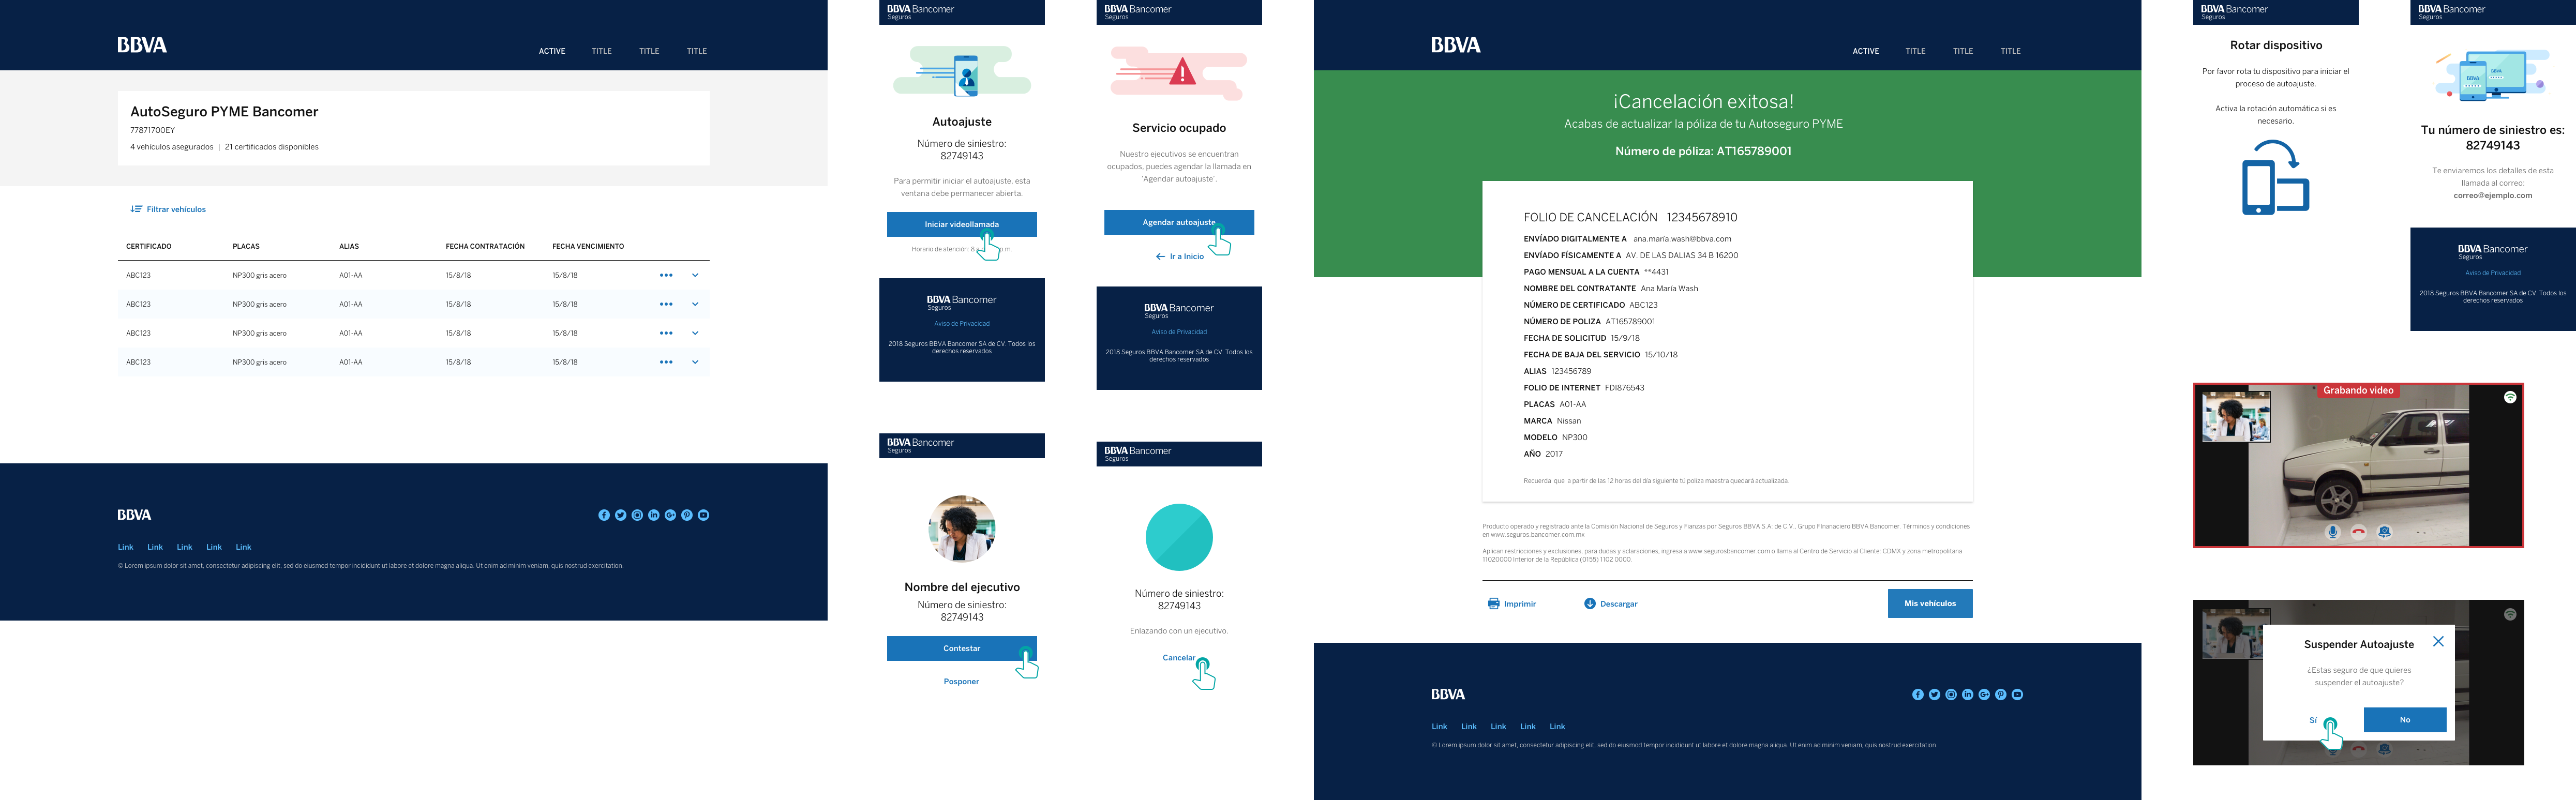 BBVA
ACTIVE TITLE TITLE TITLE
AutoSeguro PYME Bancomer
77871700EY
4 vehículos asegurados | 21 certificados disponibles
Filtrar vehículos
CERTIFICADO PLACAS ALIAS FECHA CONTRATACIÓN FECHA VENCIMIENTO
ABC123 NP300 gris acero A01-AA 15/8/18 15/8/18
ABC123 NP300 gris acero A01-AA 15/8/18 15/8/18
ABC123 NP300 gris acero A01-AA 15/8/18 15/8/18
ABC123 NP300 gris acero A01-AA 15/8/18 15/8/18
BBVA
Link Link Link Link Link
© Lorem ipsum dolor sit amet, consectetur adipiscing elit, sed do eiusmod tempor incididunt ut labore et dolore magna aliqua. Ut enim ad minim veniam, quis nostrud exercitation.
BBVA Bancomer
Seguros
Autoajuste
Número de siniestro:
82749143
Para permitir iniciar el autoajuste, esta
ventana debe permanecer abierta.
Iniciar videollamada
Horario de atención: 8 a p.m.
BBVA Bancomer
Seguros
Aviso de Privacidad
2018 Seguros BBVA Bancomer SA de CV. Todos los
derechos reservados
BBVA Bancomer
Seguros
Servicio ocupado
Nuestro ejecutivos se encuentran
ocupados, puedes agendar la llamada en
'Agendar autoajuste'.
Agendar autoajuste
Ir a Inicio
BBVA Bancomer
Seguros
Aviso de Privacidad
2018 Seguros BBVA Bancomer SA de CV. Todos los
derechos reservados
BBVA Bancomer
Seguros
Nombre del ejecutivo
Número de siniestro:
82749143
Contestar
Posponer
BBVA Bancomer
Seguros
Número de siniestro:
82749143
Enlazando con un ejecutivo.
Cancelar
BBVA
ACTIVE TITLE TITLE TITLE
¡Cancelación exitosa!
Acabas de actualizar la póliza de tu Autoseguro PYME
Número de póliza: AT165789001
FOLIO DE CANCELACIÓN 12345678910
ENVÍADO DIGITALMENTE A ana.maría.wash@bbva.com
ENVÍADO FÍSICAMENTE A AV. DE LAS DALIAS 34 B 16200
PAGO MENSUAL A LA CUENTA **4431
NOMBRE DEL CONTRATANTE Ana María Wash
NÚMERO DE CERTIFICADO ABC123
NÚMERO DE POLIZA AT165789001
FECHA DE SOLICITUD 15/9/18
FECHA DE BAJA DEL SERVICIO 15/10/18
ALIAS 123456789
FOLIO DE INTERNET FDI876543
PLACAS A01-AA
MARCA Nissan
MODELO NP300
AÑO 2017
Recuerda que a partir de las 12 horas del día siguiente tú poliza maestra quedará actualizada.
Producto operado y registrado ante la Comisión Nacional de Seguros y Fianzas por Seguros BBVA S.A. de C.V., Grupo FInanaciero BBVA Bancomer. Términos y condiciones
en www.seguros.bancomer.com.mx
Aplican restricciones y exclusiones, para dudas y aclaraciones, ingresa a www.segurosbancomer.com o llama al Centro de Servicio al Cliente: CDMX y zona metropolitana
11020000 Interior de la República (0155) 1102 0000.
Imprimir Descargar Mis vehículos
BBVA
Link Link Link Link Link
© Lorem ipsum dolor sit amet, consectetur adipiscing elit, sed do eiusmod tempor incididunt ut labore et dolore magna aliqua. Ut enim ad minim veniam, quis nostrud exercitation.
BBVA Bancomer
Seguros
Rotar dispositivo
Por favor rota tu dispositivo para iniciar el
proceso de autoajuste.
Activa la rotación automática si es
necesario.
BBVA Bancomer
Seguros
BBVA
BBVA
Tu número de siniestro es:
82749143
Te enviaremos los detalles de esta
llamada al correo:
correo@ejemplo.com
BBVA Bancomer
Seguros
Aviso de Privacidad
2018 Seguros BBVA Bancomer SA de CV. Todos los
derechos reservados
Grabando video
Suspender Autoajuste
¿Estas seguro de que quieres
suspender el autoajuste?
Sí No